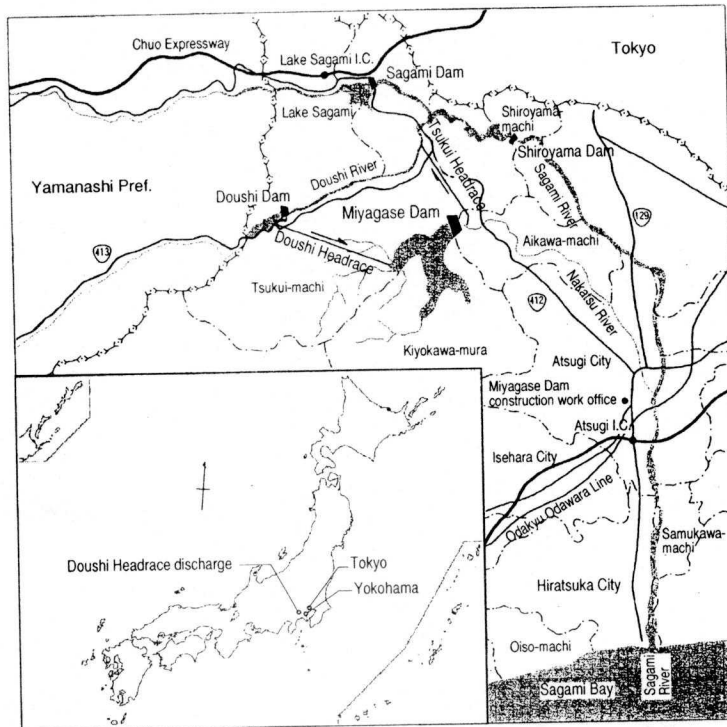 Chuo Expressway
Lake Sagami I.C.
Tokyo
Sagami Dam
Lake Sagami
Shiroyama-
machi
Tsukui Headrace
Shiroyama Dam
Doushi River
Yamanashi Pref.
Doushi Dam
Sagami River
Miyagase Dam
129
413
Doushi Headrace
Aikawa-machi
Tsukui-machi
412
Nakatsu River
Kiyokawa-mura
Atsugi City
Miyagase Dam
construction work office
Atsugi I.C.
Isehara City
Odakyu Odawara Line
Samukawa-
machi
Doushi Headrace discharge
Tokyo
Yokohama
Hiratsuka City
Oiso-machi
Sagami
River
Sagami Bay